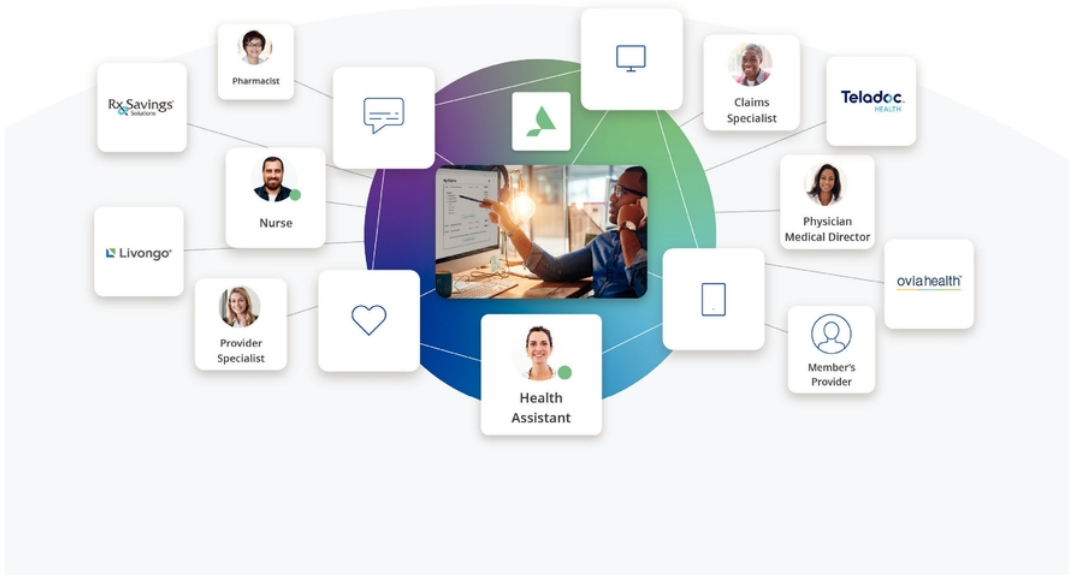 Pharmacist
Rx Savings
Solutions
Claims
Specialist
Teladoc
HEALTH
Nurse
Physician
Medical Director
Livongo
oviahealth
Provider
Specialist
Member's
Provider
Health
Assistant